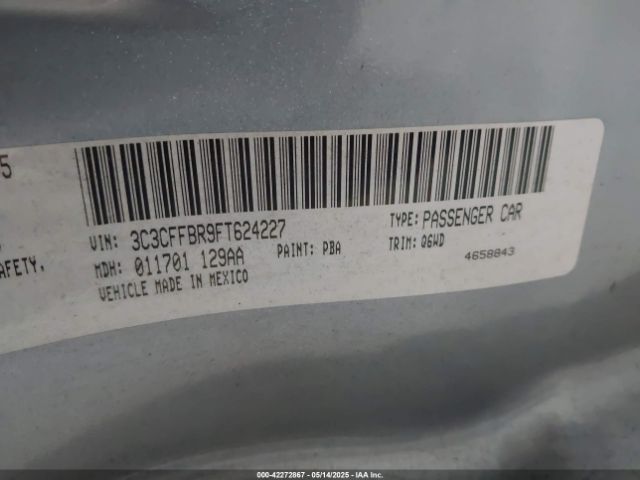 5
AFETY,
VIN: 3C3CFFBR9FT624227
TYPE: PASSENGER CAR
MDH: 011701 129AA
PAINT: PBA
TRIM: Q6WD
VEHICLE MADE IN MEXICO
4658843
000-42272867 - 05/14/2025 - IAA Inc.